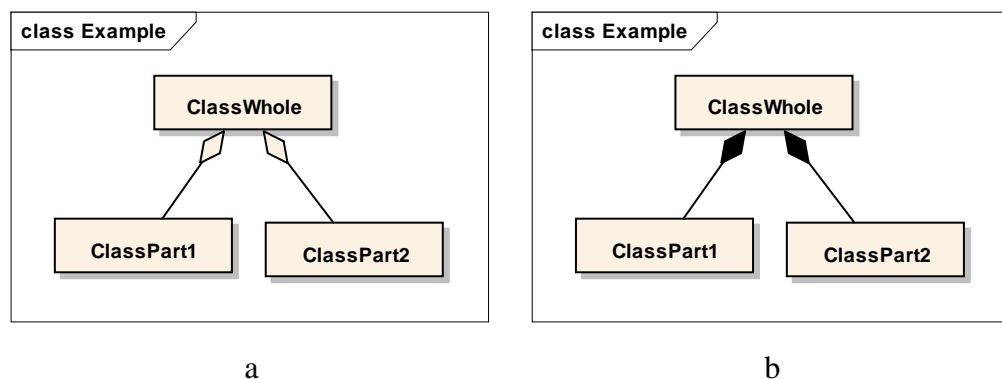 class Example
ClassWhole
ClassPart1
ClassPart2
a
class Example
ClassWhole
ClassPart1
ClassPart2
b